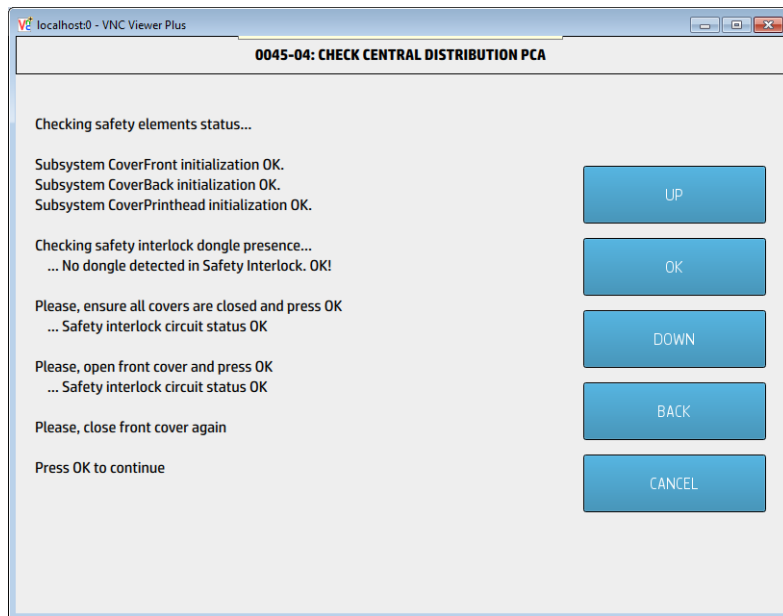 localhost:0 - VNC Viewer Plus
0045-04: CHECK CENTRAL DISTRIBUTION PCA
Checking safety elements status...
Subsystem CoverFront initialization OK.
Subsystem CoverBack initialization OK.
Subsystem CoverPrinthead initialization OK.
Checking safety interlock dongle presence...
... No dongle detected in Safety Interlock. OK!
Please, ensure all covers are closed and press OK
... Safety interlock circuit status OK
Please, open front cover and press OK
... Safety interlock circuit status OK
Please, close front cover again
Press OK to continue
UP
OK
DOWN
BACK
CANCEL